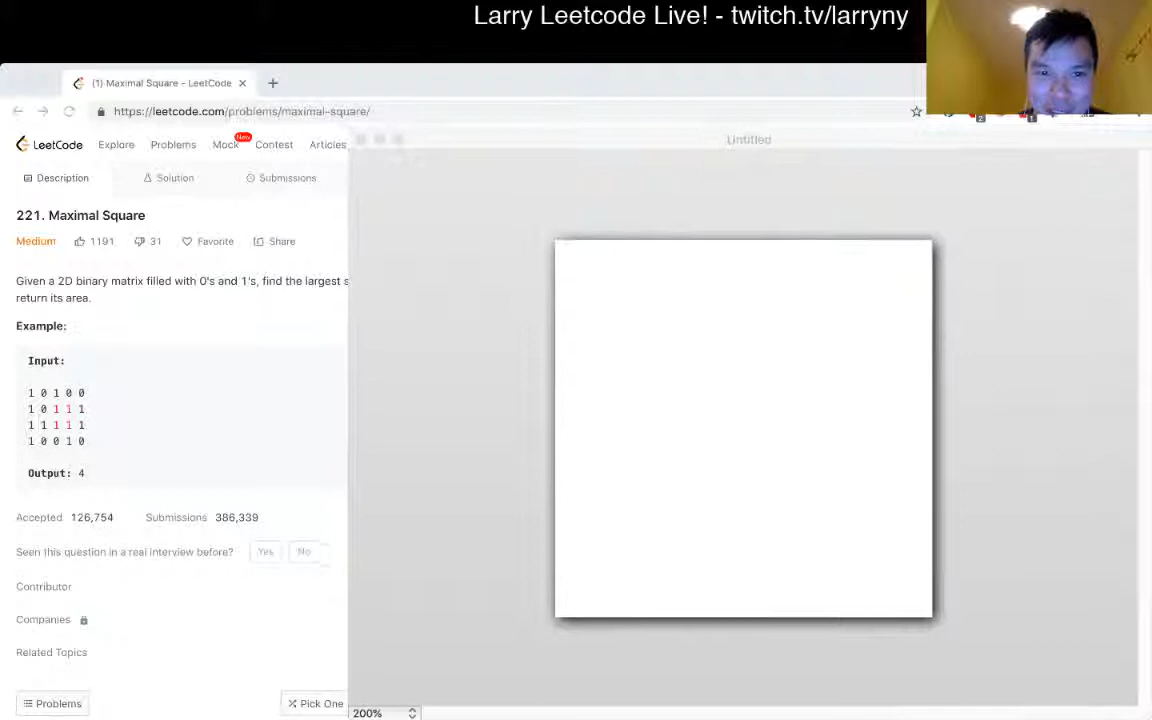 Larry Leetcode Live! - twitch.tv/larryny
(1) Maximal Square - LeetCode
https://leetcode.com/problems/maximal-square/
2
1
LeetCode
Explore
Problems
Mock
New
Contest
Articles
Untitled
Description
Solution
Submissions
221. Maximal Square
Medium
1191
31
Favorite
Share
Given a 2D binary matrix filled with 0's and 1's, find the largest s
return its area.
Example:
Input:
1 0 1 0 0
1 0 1 1 1
1 1 1 1 1
1 0 0 1 0
Output: 4
Accepted 126,754 Submissions 386,339
Seen this question in a real interview before? Yes No
Contributor
Companies
Related Topics
Problems
Pick One
200%